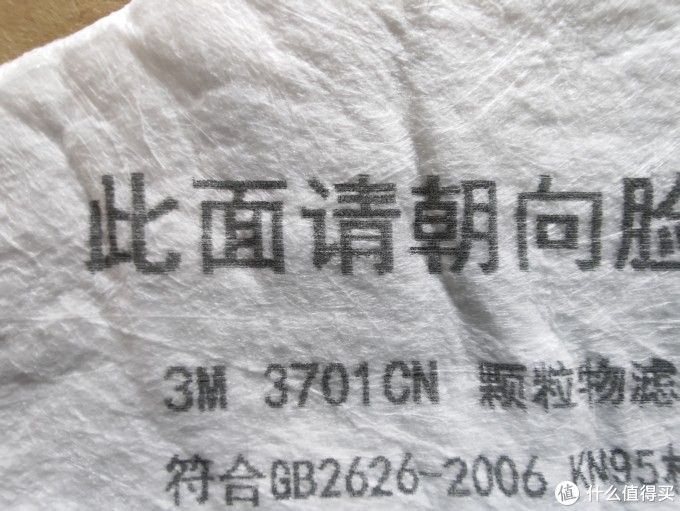 此面请朝向脸
3M 3701CN 颗粒物滤
符合GB2626-2006 KN95
值 什么值得买